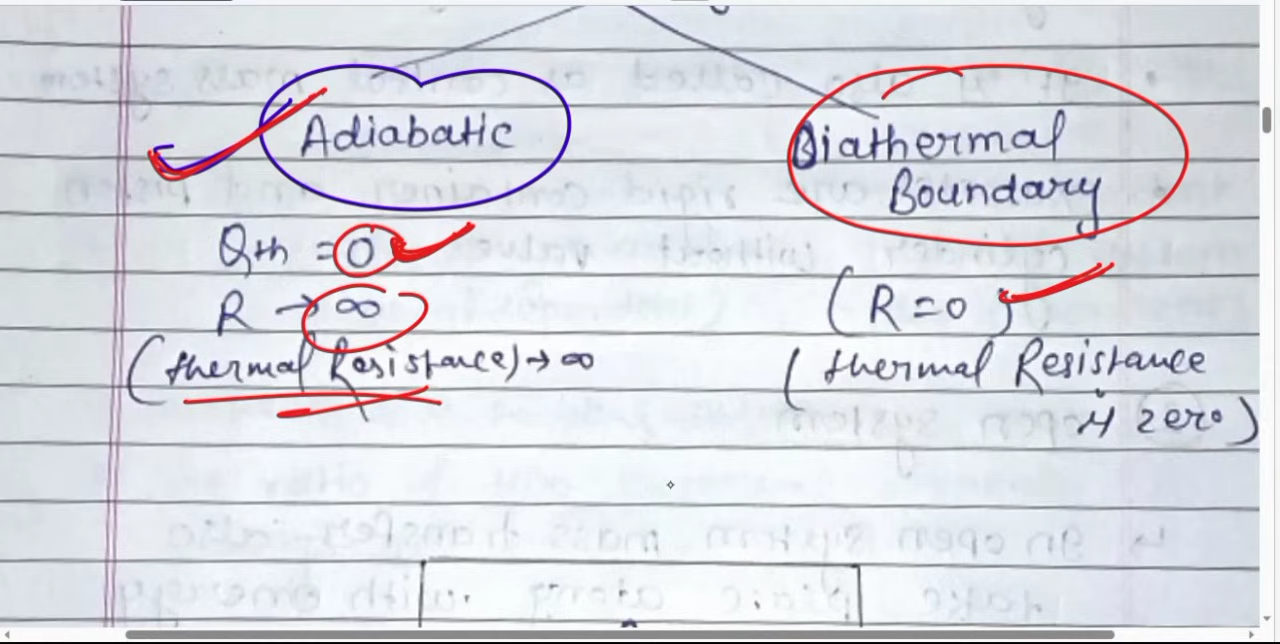 Adiabatic
Diathermal
Boundary
Qth = 0
R → ∞
(thermal Resistance) → ∞
(R=0)
(thermal Resistance
is zero)